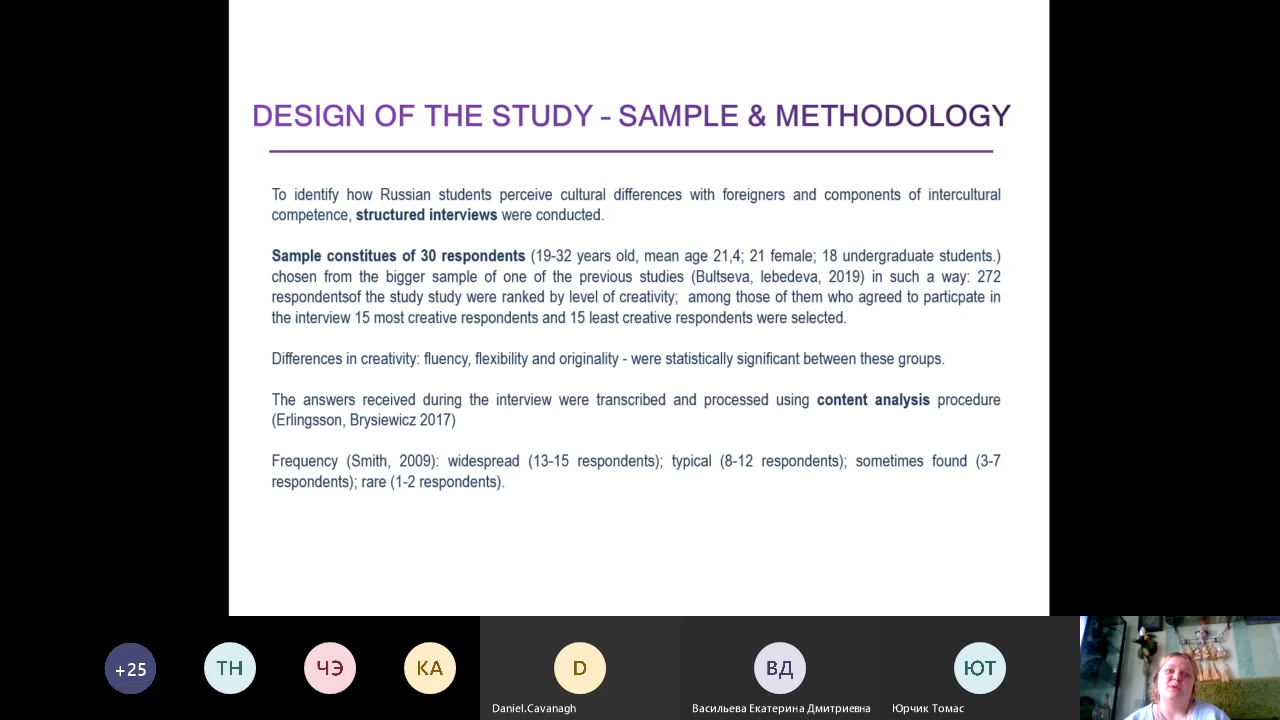 DESIGN OF THE STUDY - SAMPLE & METHODOLOGY
To identify how Russian students perceive cultural differences with foreigners and components of intercultural
competence, structured interviews were conducted.
Sample constitues of 30 respondents (19-32 years old, mean age 21,4; 21 female; 18 undergraduate students.)
chosen from the bigger sample of one of the previous studies (Bultseva, lebedeva, 2019) in such a way: 272
respondentsof the study study were ranked by level of creativity; among those of them who agreed to particpate in
the interview 15 most creative respondents and 15 least creative respondents were selected.
Differences in creativity: fluency, flexibility and originality - were statistically significant between these groups.
The answers received during the interview were transcribed and processed using content analysis procedure
(Erlingsson, Brysiewicz 2017)
Frequency (Smith, 2009): widespread (13-15 respondents); typical (8-12 respondents); sometimes found (3-7
respondents); rare (1-2 respondents).
+25
ТН
ЧЭ
КА
D
ВД
ЮТ
Daniel.Cavanagh
Васильева Екатерина Дмитриевна
Юрчик Томас